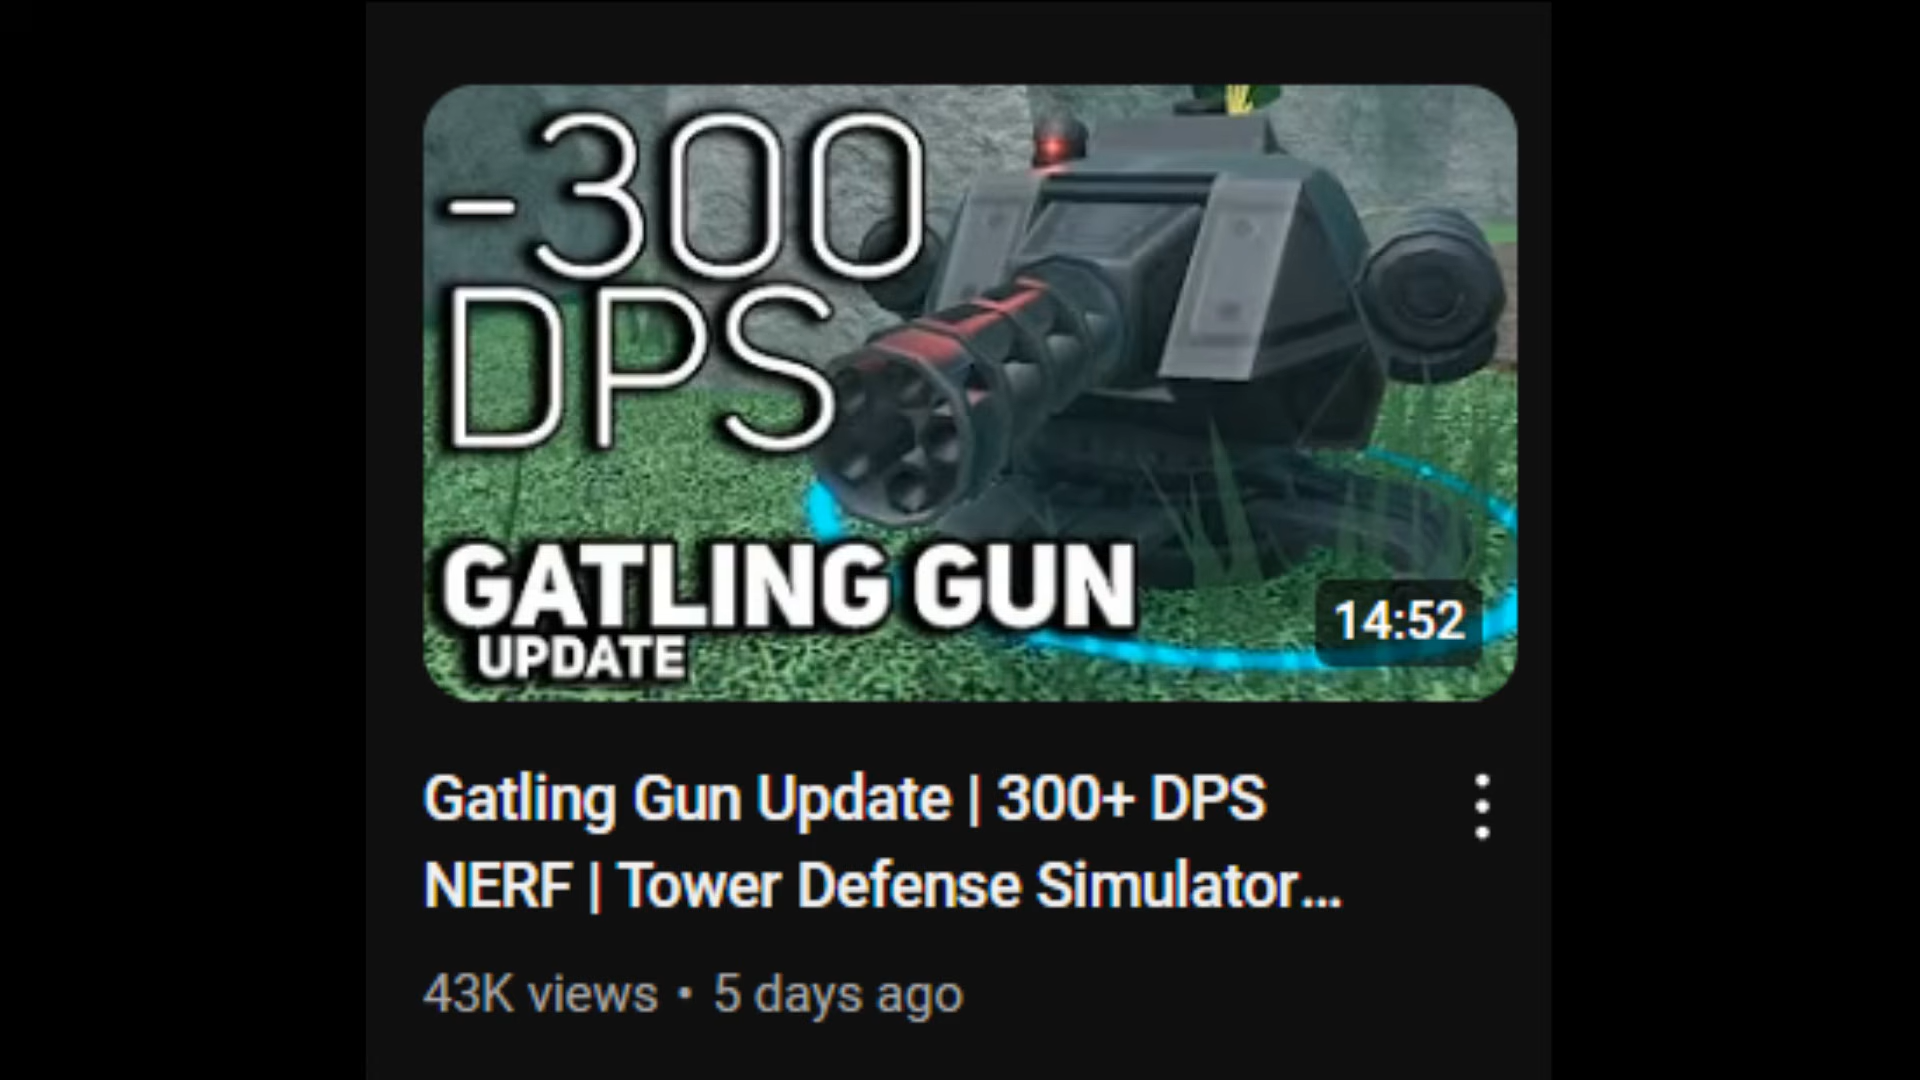 -300
DPS
GATLING GUN
UPDATE
14:52
Gatling Gun Update | 300+ DPS
NERF | Tower Defense Simulator...
43K views • 5 days ago